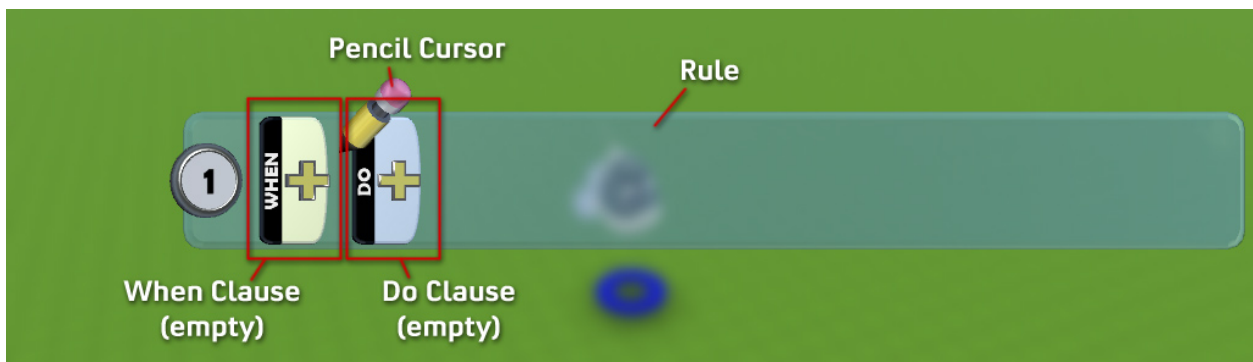 Pencil Cursor
Rule
1
WHEN
DO
When Clause
(empty)
Do Clause
(empty)